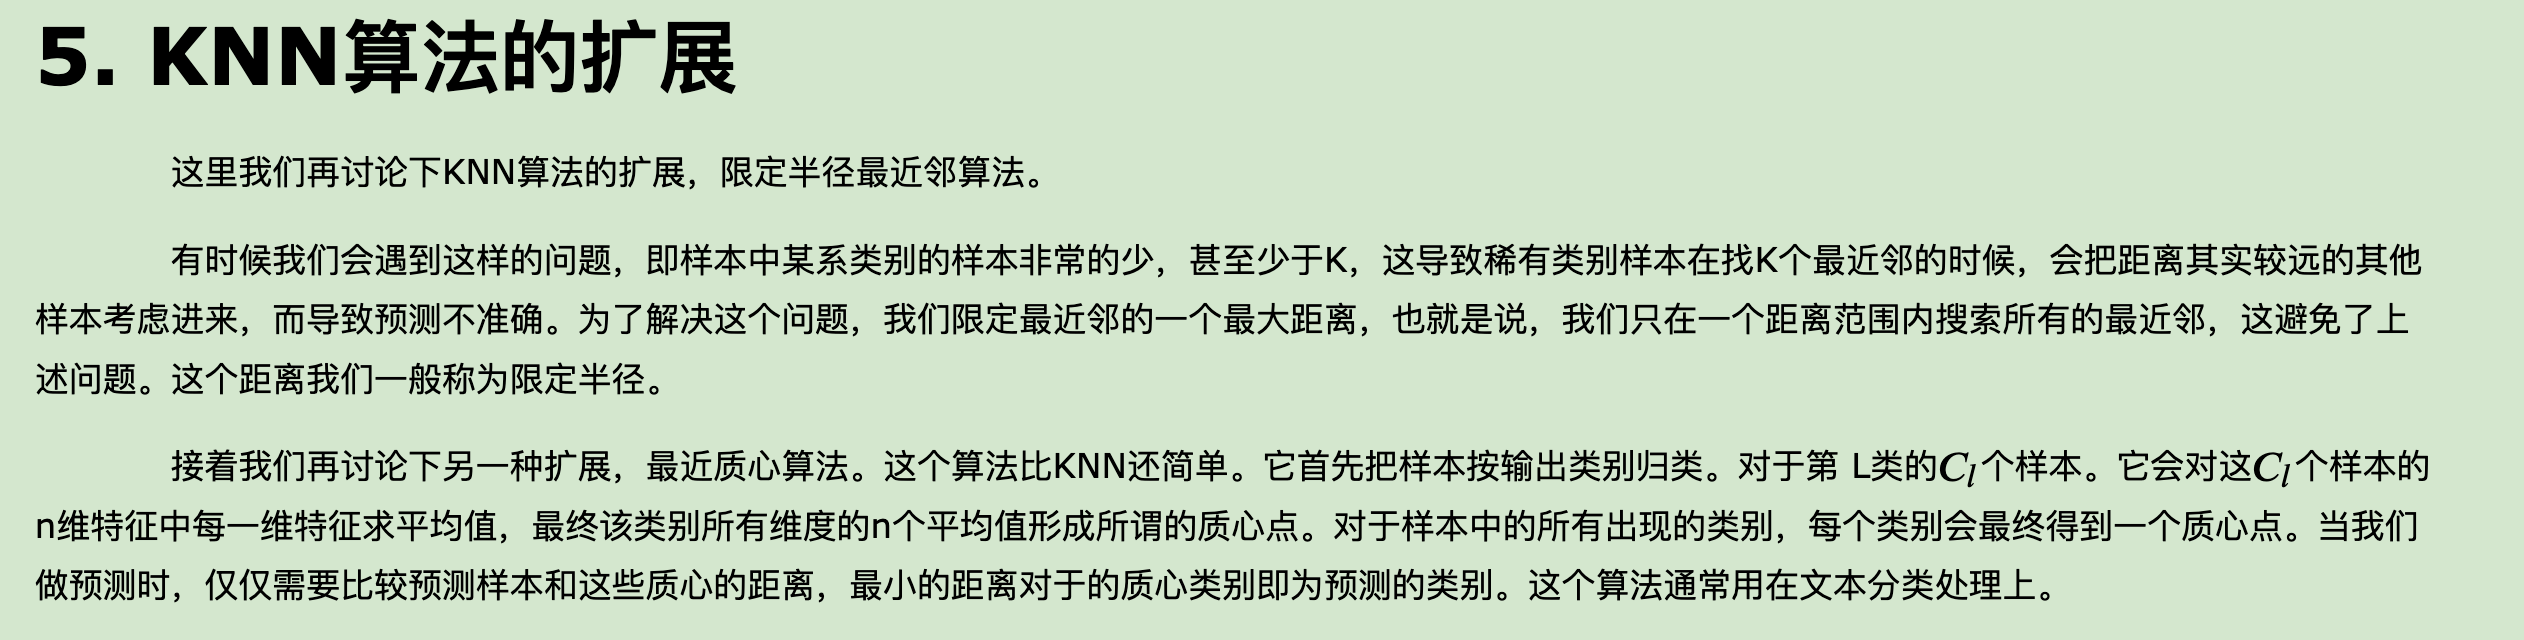 5. KNN算法的扩展
这里我们再讨论下KNN算法的扩展，限定半径最近邻算法。
有时候我们会遇到这样的问题，即样本中某系类别的样本非常的少，甚至少于K，这导致稀有类别样本在找K个最近邻的时候，会把距离其实较远的其他
样本考虑进来，而导致预测不准确。为了解决这个问题，我们限定最近邻的一个最大距离，也就是说，我们只在一个距离范围内搜索所有的最近邻，这避免了上
述问题。这个距离我们一般称为限定半径。
接着我们再讨论下另一种扩展，最近质心算法。这个算法比KNN还简单。它首先把样本按输出类别归类。对于第 L类的$C_l$个样本。它会对这$C_l$个样本的
n维特征中每一维特征求平均值，最终该类别所有维度的n个平均值形成所谓的质心点。对于样本中的所有出现的类别，每个类别会最终得到一个质心点。当我们
做预测时，仅仅需要比较预测样本和这些质心的距离，最小的距离对于的质心类别即为预测的类别。这个算法通常用在文本分类处理上。